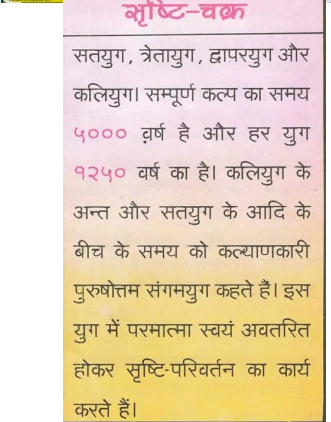 सृष्टि-चक्र
सतयुग, त्रेतायुग, द्वापरयुग और
कलियुग। सम्पूर्ण कल्प का समय
५००० व़र्ष है और हर युग
१२५० वर्ष का है। कलियुग के
अन्त और सतयुग के आदि के
बीच के समय को कल्याणकारी
पुरुषोत्तम संगमयुग कहते हैं। इस
युग में परमात्मा स्वयं अवतरित
होकर सृष्टि-परिवर्तन का कार्य
करते हैं।